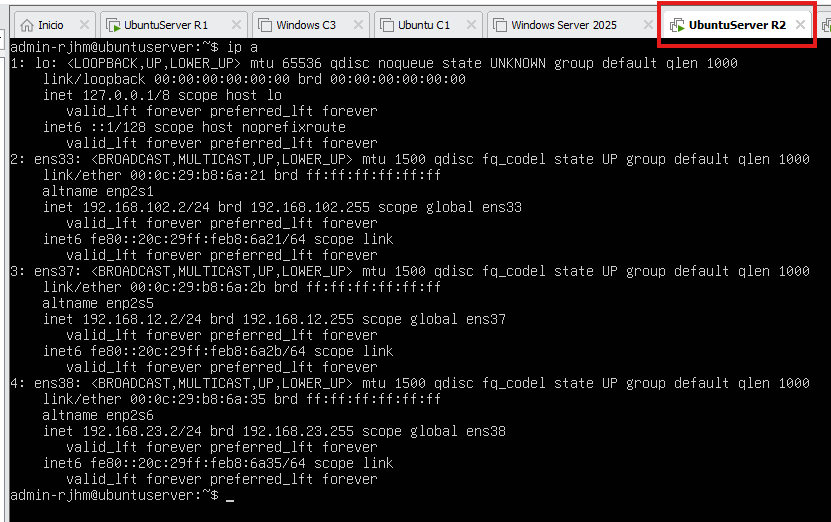 Inicio UbuntuServer R1 Windows C3 Ubuntu C1 Windows Server 2025 UbuntuServer R2
admin-rjhm@ubuntuserver:~$ ip a
1: lo: <LOOPBACK,UP,LOWER_UP> mtu 65536 qdisc noqueue state UNKNOWN group default qlen 1000
    link/loopback 00:00:00:00:00:00 brd 00:00:00:00:00:00
    inet 127.0.0.1/8 scope host lo
       valid_lft forever preferred_lft forever
    inet6 ::1/128 scope host noprefixroute
       valid_lft forever preferred_lft forever
2: ens33: <BROADCAST,MULTICAST,UP,LOWER_UP> mtu 1500 qdisc fq_codel state UP group default qlen 1000
    link/ether 00:0c:29:b8:6a:21 brd ff:ff:ff:ff:ff:ff
    altname enp2s1
    inet 192.168.102.2/24 brd 192.168.102.255 scope global ens33
       valid_lft forever preferred_lft forever
    inet6 fe80::20c:29ff:feb8:6a21/64 scope link
       valid_lft forever preferred_lft forever
3: ens37: <BROADCAST,MULTICAST,UP,LOWER_UP> mtu 1500 qdisc fq_codel state UP group default qlen 1000
    link/ether 00:0c:29:b8:6a:2b brd ff:ff:ff:ff:ff:ff
    altname enp2s5
    inet 192.168.12.2/24 brd 192.168.12.255 scope global ens37
       valid_lft forever preferred_lft forever
    inet6 fe80::20c:29ff:feb8:6a2b/64 scope link
       valid_lft forever preferred_lft forever
4: ens38: <BROADCAST,MULTICAST,UP,LOWER_UP> mtu 1500 qdisc fq_codel state UP group default qlen 1000
    link/ether 00:0c:29:b8:6a:35 brd ff:ff:ff:ff:ff:ff
    altname enp2s6
    inet 192.168.23.2/24 brd 192.168.23.255 scope global ens38
       valid_lft forever preferred_lft forever
    inet6 fe80::20c:29ff:feb8:6a35/64 scope link
       valid_lft forever preferred_lft forever
admin-rjhm@ubuntuserver:~$ _